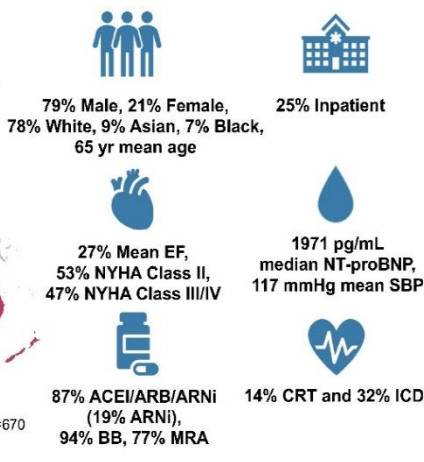 79% Male, 21% Female,
78% White, 9% Asian, 7% Black,
65 yr mean age
25% Inpatient
27% Mean EF,
53% NYHA Class II,
47% NYHA Class III/IV
1971 pg/mL
median NT-proBNP,
117 mmHg mean SBP
87% ACEI/ARB/ARNi
(19% ARNi),
94% BB, 77% MRA
14% CRT and 32% ICD
=670